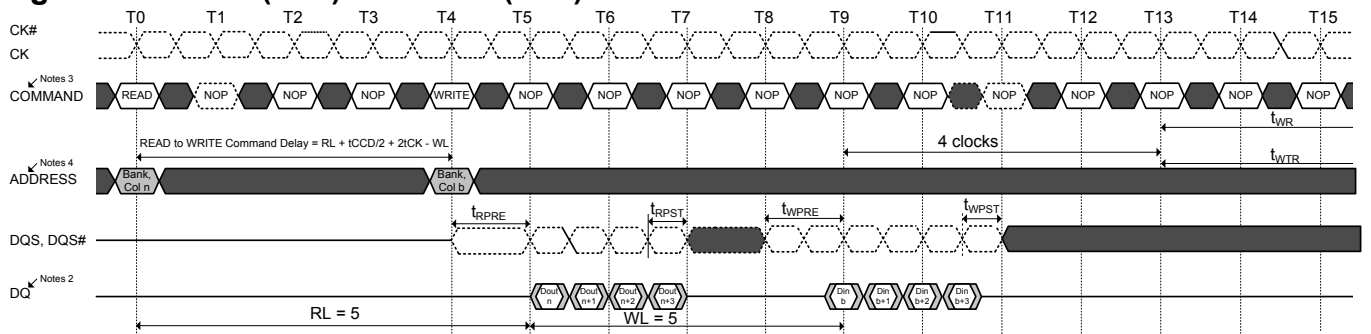 T0 T1 T2 T3 T4 T5 T6 T7 T8 T9 T10 T11 T12 T13 T14 T15
CK#
CK
Notes 3
COMMAND READ NOP NOP NOP WRITE NOP NOP NOP NOP NOP NOP NOP NOP NOP NOP NOP
tWR
READ to WRITE Command Delay = RL + tCCD/2 + 2tCK - WL
4 clocks
tWTR
Notes 4
ADDRESS
Bank, Col n
Bank, Col b
tRPRE tRPST tWPRE tWPST
DQS, DQS#
Notes 2
DQ
Dout n
Dout n+1
Dout n+2
Dout n+3
Din b
Din b+1
Din b+2
Din b+3
RL = 5 WL = 5